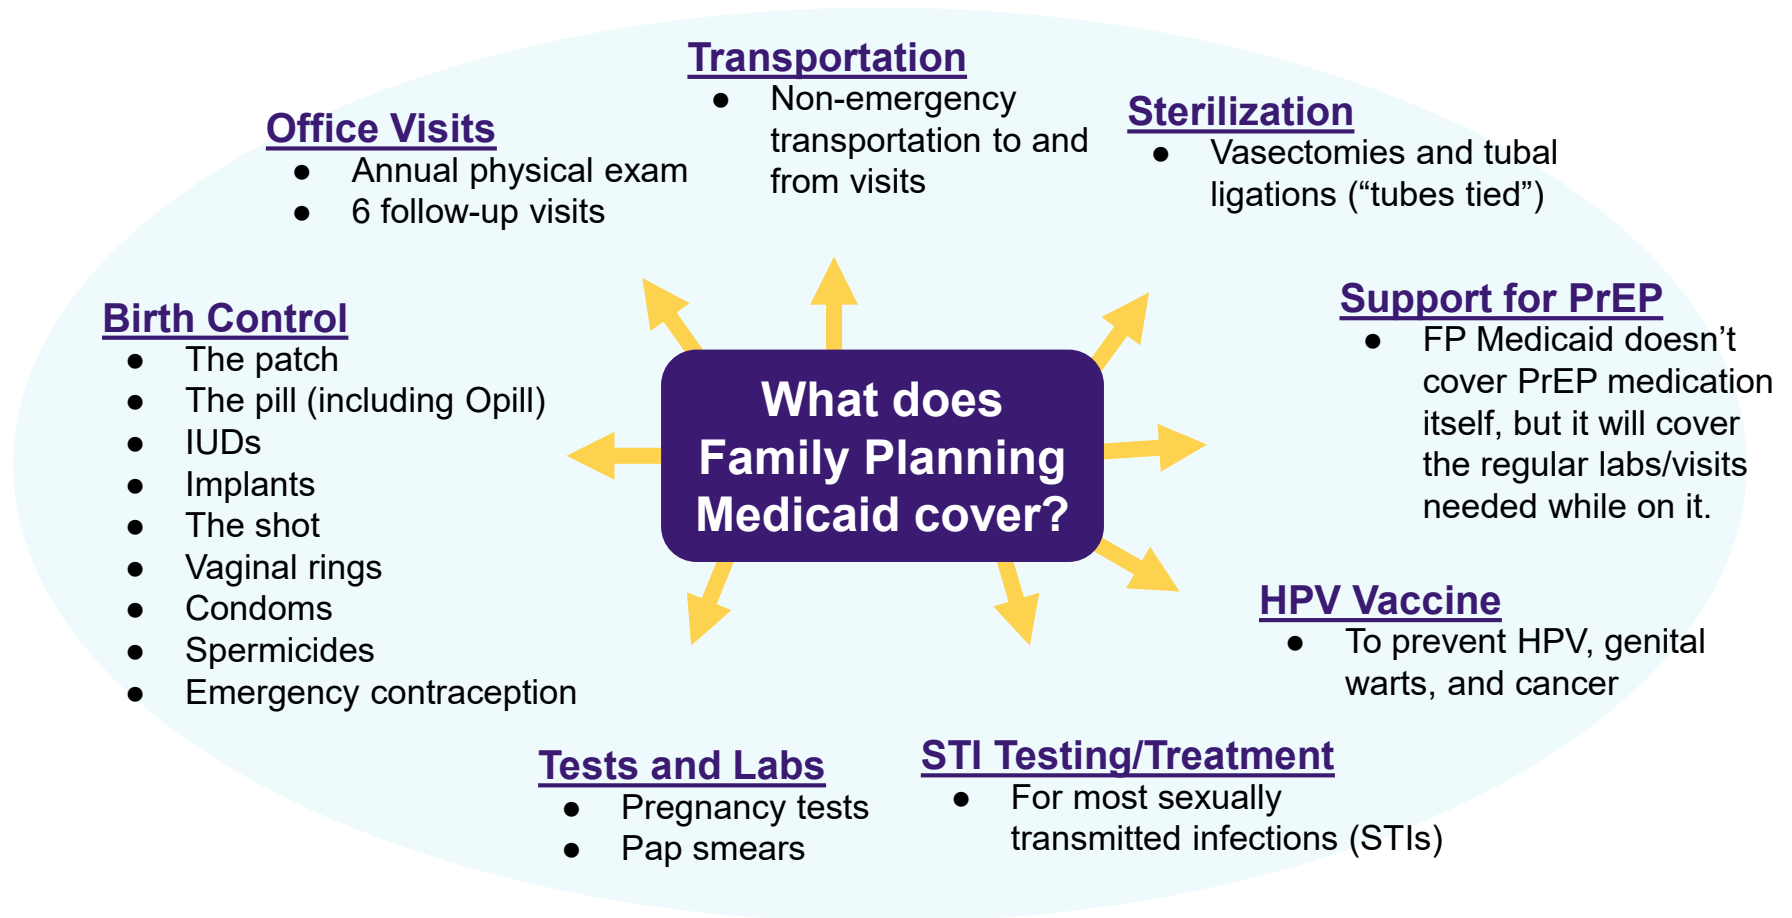 Transportation
● Non-emergency
transportation to and
from visits
Office Visits
● Annual physical exam
● 6 follow-up visits
Sterilization
● Vasectomies and tubal
ligations (“tubes tied”)
Birth Control
● The patch
● The pill (including Opill)
● IUDs
● Implants
● The shot
● Vaginal rings
● Condoms
● Spermicides
● Emergency contraception
What does
Family Planning
Medicaid cover?
Support for PrEP
● FP Medicaid doesn’t
cover PrEP medication
itself, but it will cover
the regular labs/visits
needed while on it.
HPV Vaccine
● To prevent HPV, genital
warts, and cancer
Tests and Labs
● Pregnancy tests
● Pap smears
STI Testing/Treatment
● For most sexually
transmitted infections (STIs)